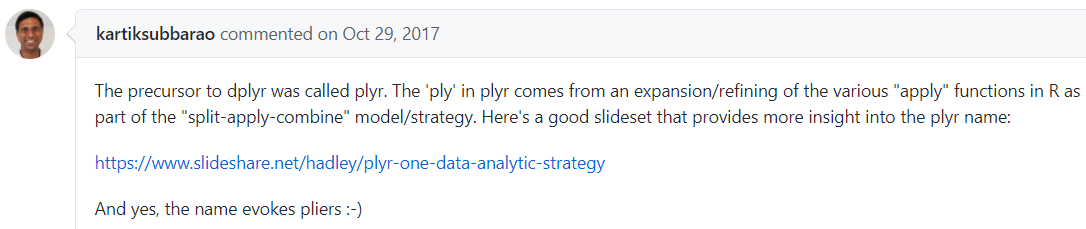 kartiksubbarao commented on Oct 29, 2017
The precursor to dplyr was called plyr. The 'ply' in plyr comes from an expansion/refining of the various "apply" functions in R as
part of the "split-apply-combine" model/strategy. Here's a good slideset that provides more insight into the plyr name:
https://www.slideshare.net/hadley/plyr-one-data-analytic-strategy
And yes, the name evokes pliers :-)